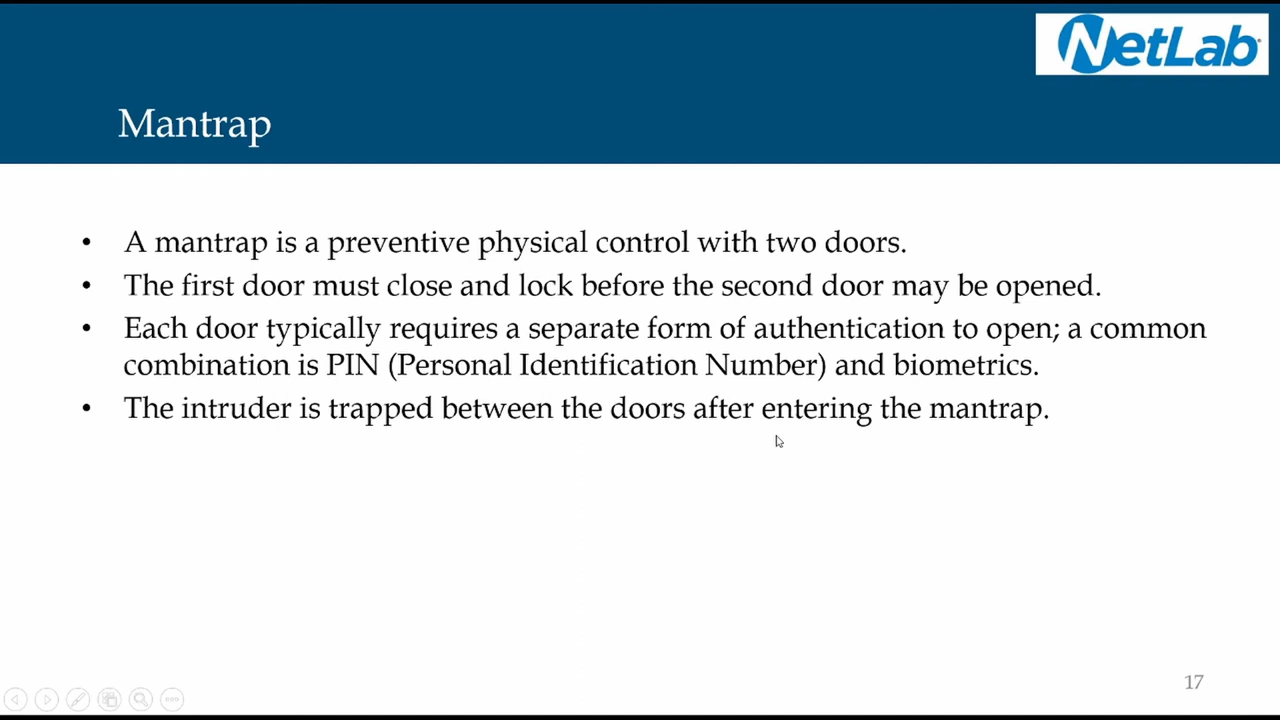 NetLab
Mantrap
• A mantrap is a preventive physical control with two doors.
• The first door must close and lock before the second door may be opened.
• Each door typically requires a separate form of authentication to open; a common
combination is PIN (Personal Identification Number) and biometrics.
• The intruder is trapped between the doors after entering the mantrap.
17